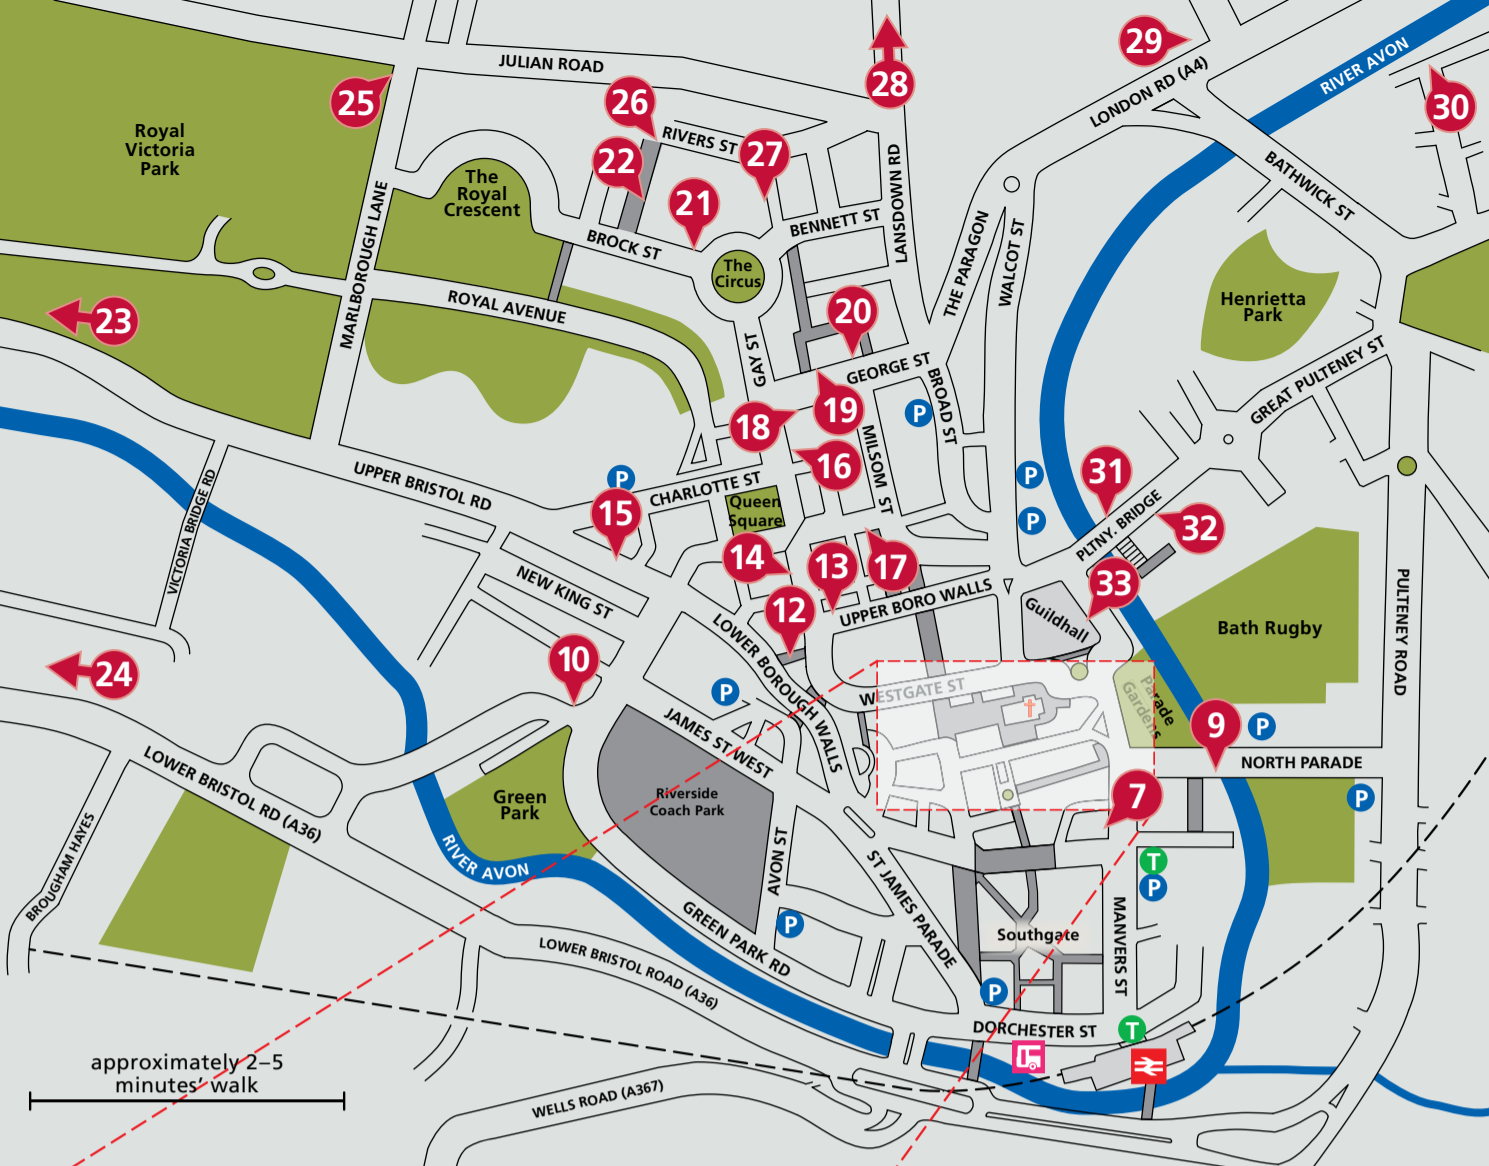 JULIAN ROAD
28
29
LONDON RD (A4)
RIVER AVON
30
25
26
Royal
Victoria
Park
RIVERS ST
27
22
The
Royal
Crescent
21
LANSDOWN RD
BATHWICK ST
MARLBOROUGH LANE
BROCK ST
BENNETT ST
THE PARAGON
WALCOT ST
The
Circus
23
ROYAL AVENUE
20
Henrietta
Park
GAY ST
GEORGE ST
BROAD ST
GREAT PULTENEY ST
19
18
P
MILSOM ST
16
UPPER BRISTOL RD
P
CHARLOTTE ST
P
31
VICTORIA BRIDGE RD
15
Queen
Square
P
PLTNY. BRIDGE
32
14
13
17
NEW KING ST
12
UPPER BORO WALLS
33
Guildhall
Bath Rugby
PULTENEY ROAD
24
10
LOWER BOROUGH WALLS
P
WESTGATE ST
Parade
Gardens
JAMES ST WEST
9
P
NORTH PARADE
LOWER BRISTOL RD (A36)
Green
Park
Riverside
Coach Park
7
P
BROUGHAM HAYES
RIVER AVON
AVON ST
ST JAMES PARADE
T
P
GREEN PARK RD
P
Southgate
MANVERS ST
LOWER BRISTOL ROAD (A36)
P
DORCHESTER ST
T
approximately 2–5
minutes' walk
WELLS ROAD (A367)